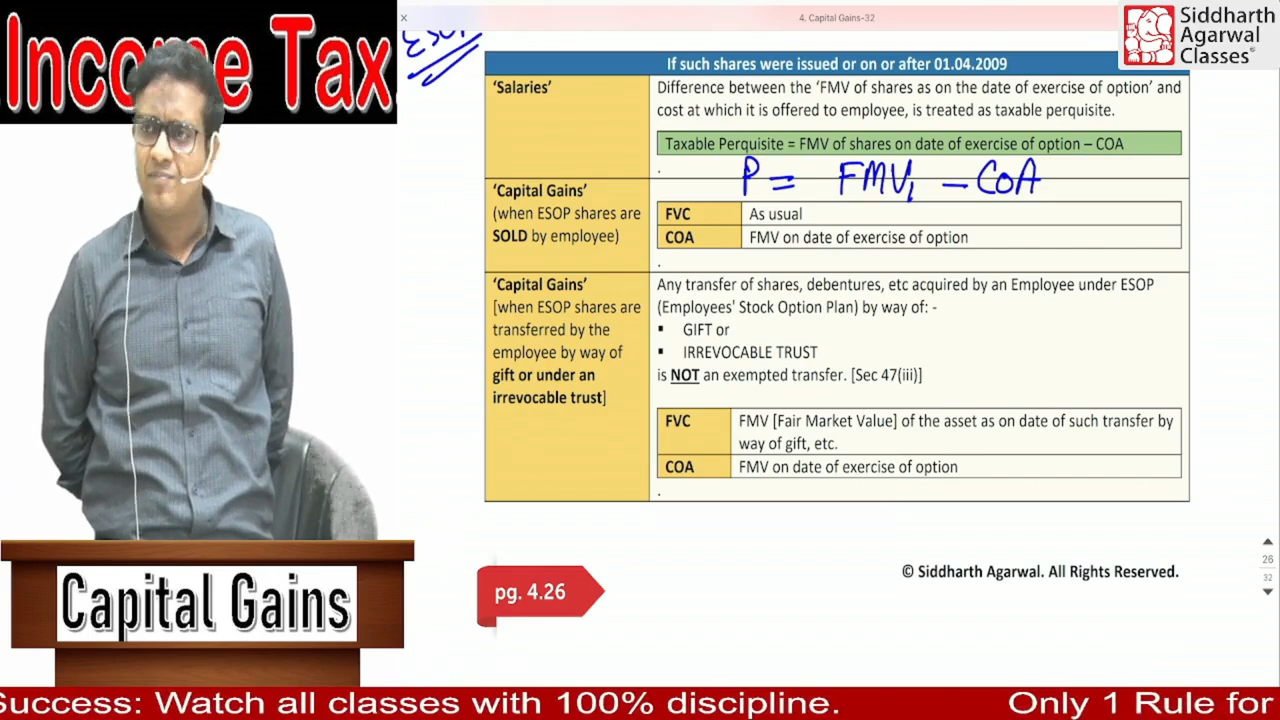 Income Tax
4. Capital Gains-32
Siddharth
Agarwal
Classes®
ESOP
If such shares were issued or on or after 01.04.2009
‘Salaries’
Difference between the ‘FMV of shares as on the date of exercise of option’ and
cost at which it is offered to employee, is treated as taxable perquisite.
Taxable Perquisite = FMV of shares on date of exercise of option – COA
.
P = FMV, – COA
‘Capital Gains’
(when ESOP shares are
SOLD by employee)
FVC As usual
COA FMV on date of exercise of option
.
‘Capital Gains’
[when ESOP shares are
transferred by the
employee by way of
gift or under an
irrevocable trust]
Any transfer of shares, debentures, etc acquired by an Employee under ESOP
(Employees' Stock Option Plan) by way of: -
▪ GIFT or
▪ IRREVOCABLE TRUST
is NOT an exempted transfer. [Sec 47(iii)]
FVC FMV [Fair Market Value] of the asset as on date of such transfer by
way of gift, etc.
COA FMV on date of exercise of option
.
pg. 4.26
© Siddharth Agarwal. All Rights Reserved.
26
32
Capital Gains
Success: Watch all classes with 100% discipline. Only 1 Rule for